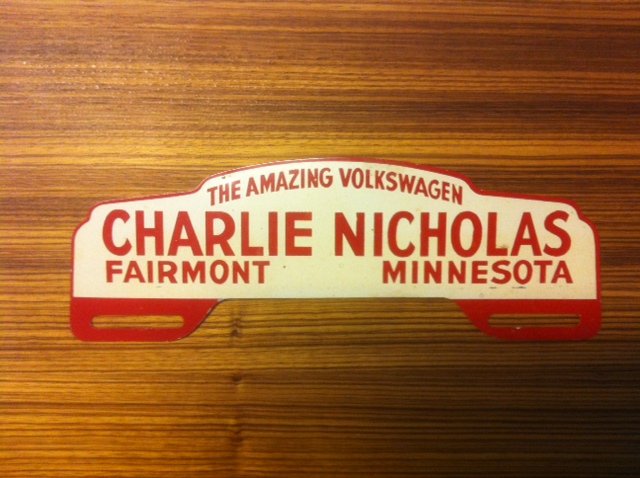 THE AMAZING VOLKSWAGEN
CHARLIE NICHOLAS
FAIRMONT MINNESOTA